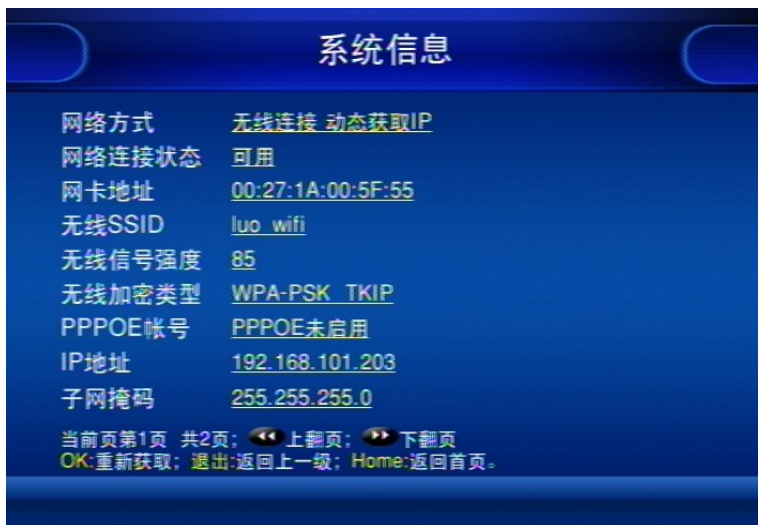 系统信息
网络方式 无线连接 动态获取IP
网络连接状态 可用
网卡地址 00:27:1A:00:5F:55
无线SSID luo_wifi
无线信号强度 85
无线加密类型 WPA-PSK TKIP
PPPOE帐号 PPPOE未启用
IP地址 192.168.101.203
子网掩码 255.255.255.0
当前页第1页 共2页; 上翻页; 下翻页
OK:重新获取; 退出:返回上一级; Home:返回首页。